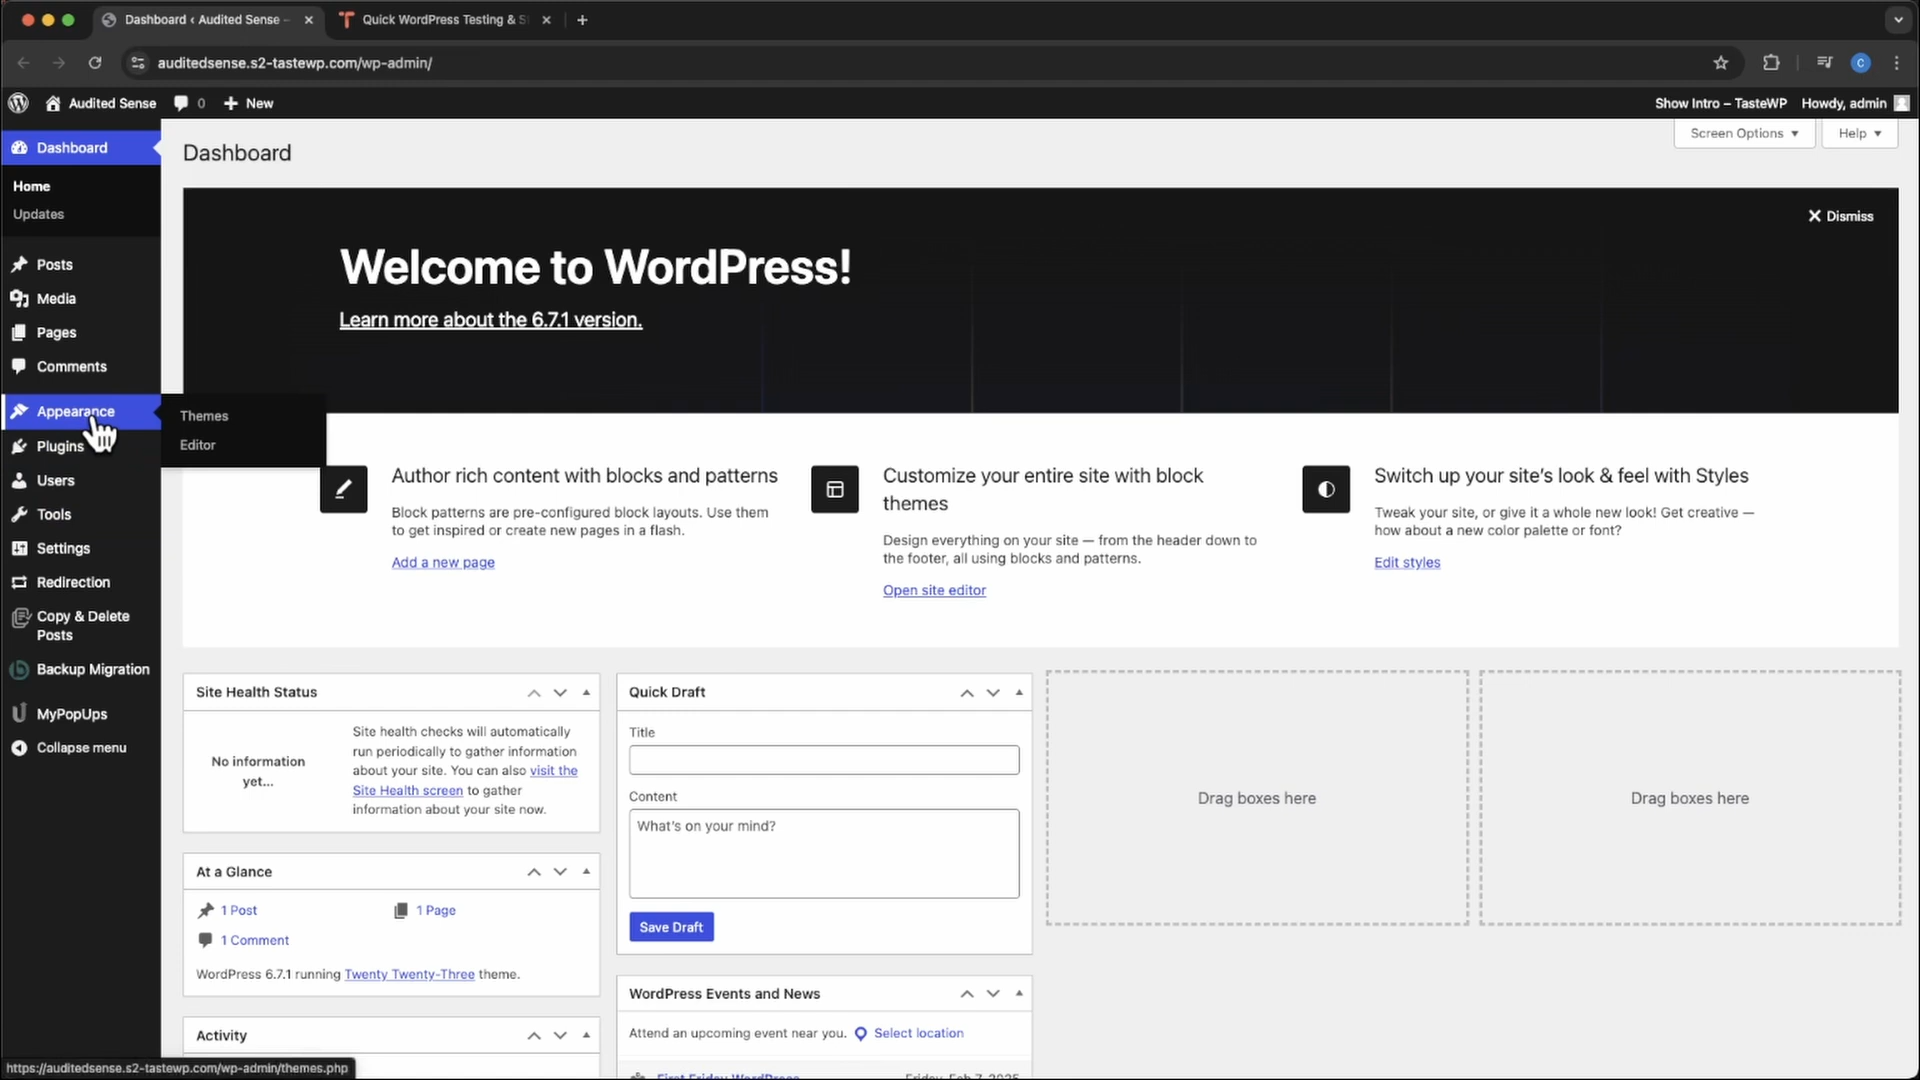 Dashboard ‹ Audited Sense –
Quick WordPress Testing & S
auditedsense.s2-tastewp.com/wp-admin/
C
Audited Sense
0
New
Show Intro – TasteWP
Howdy, admin
Dashboard
Home
Updates
Posts
Media
Pages
Comments
Appearance
Themes
Editor
Plugins
Users
Tools
Settings
Redirection
Copy & Delete
Posts
Backup Migration
MyPopUps
Collapse menu
Screen Options
Help
Dashboard
Dismiss
Welcome to WordPress!
Learn more about the 6.7.1 version.
Author rich content with blocks and patterns
Block patterns are pre-configured block layouts. Use them
to get inspired or create new pages in a flash.
Add a new page
Customize your entire site with block
themes
Design everything on your site — from the header down to
the footer, all using blocks and patterns.
Open site editor
Switch up your site’s look & feel with Styles
Tweak your site, or give it a whole new look! Get creative —
how about a new color palette or font?
Edit styles
Site Health Status
No information
yet...
Site health checks will automatically
run periodically to gather information
about your site. You can also visit the
Site Health screen to gather
information about your site now.
At a Glance
1 Post
1 Page
1 Comment
WordPress 6.7.1 running Twenty Twenty-Three theme.
Activity
Quick Draft
Title
Content
What’s on your mind?
Save Draft
WordPress Events and News
Attend an upcoming event near you.
Select location
First Friday WordPress
Friday, Feb 7, 2025
Drag boxes here
Drag boxes here
https://auditedsense.s2-tastewp.com/wp-admin/themes.php